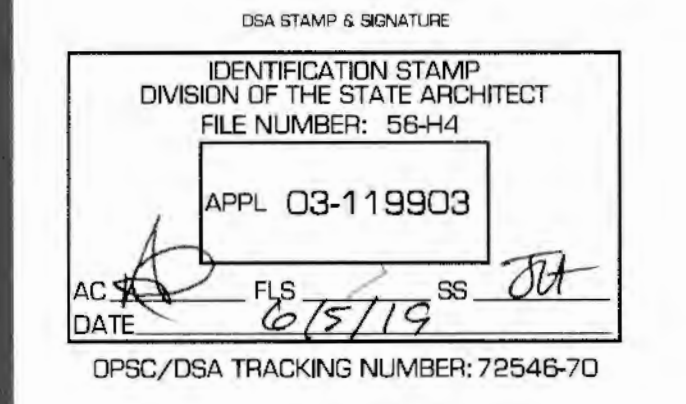 DSA STAMP & SIGNATURE
IDENTIFICATION STAMP
DIVISION OF THE STATE ARCHITECT
FILE NUMBER: 56-H4
APPL 03-119903
AC FLS SS
DATE 6/5/19
OPSC/DSA TRACKING NUMBER: 72546-70